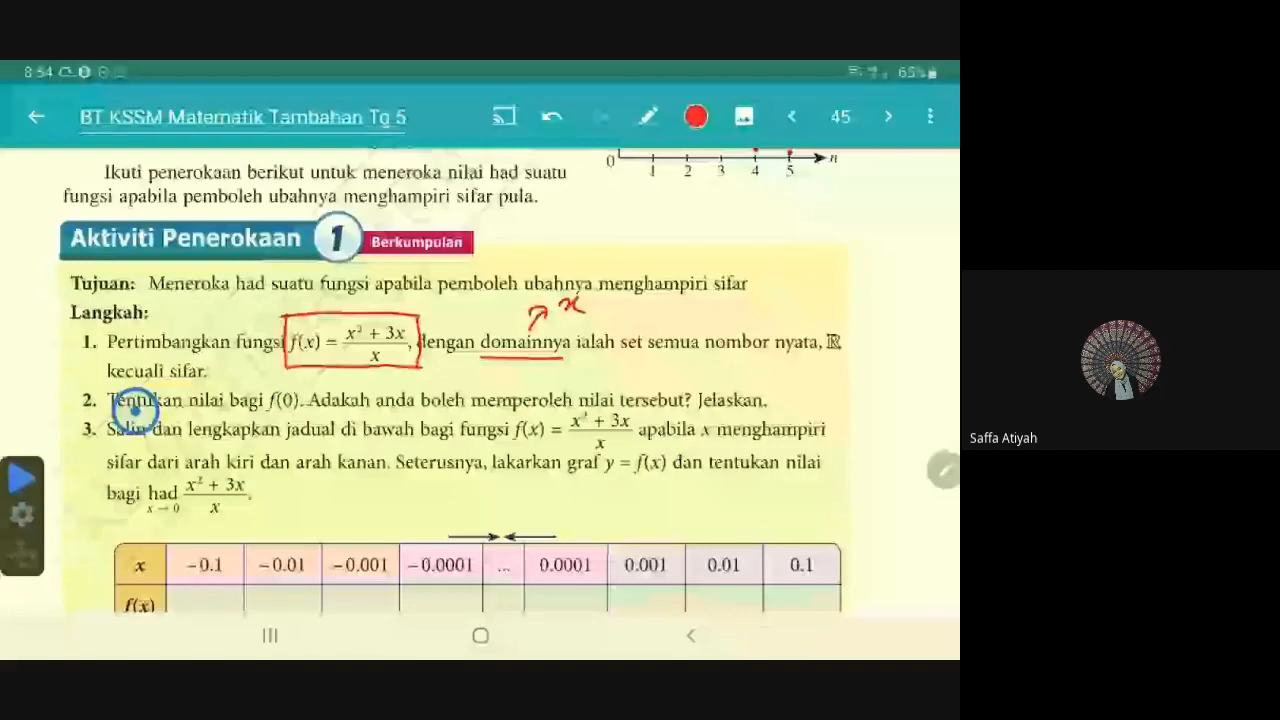 8:54
65%
BT KSSM Matematik Tambahan Tg 5
45
Ikuti penerokaan berikut untuk meneroka nilai had suatu
fungsi apabila pemboleh ubahnya menghampiri sifar pula.
0 1 2 3 4 5 n
Aktiviti Penerokaan 1 Berkumpulan
Tujuan: Meneroka had suatu fungsi apabila pemboleh ubahnya menghampiri sifar
Langkah:
x
1. Pertimbangkan fungsi f(x) = (x² + 3x)/x, dengan domainnya ialah set semua nombor nyata, ℝ
kecuali sifar.
2. Tentukan nilai bagi f(0). Adakah anda boleh memperoleh nilai tersebut? Jelaskan.
3. Salin dan lengkapkan jadual di bawah bagi fungsi f(x) = (x² + 3x)/x apabila x menghampiri
sifar dari arah kiri dan arah kanan. Seterusnya, lakarkan graf y = f(x) dan tentukan nilai
bagi had x → 0 (x² + 3x)/x.
x −0.1 −0.01 −0.001 −0.0001 ... 0.0001 0.001 0.01 0.1
f(x)
Saffa Atiyah